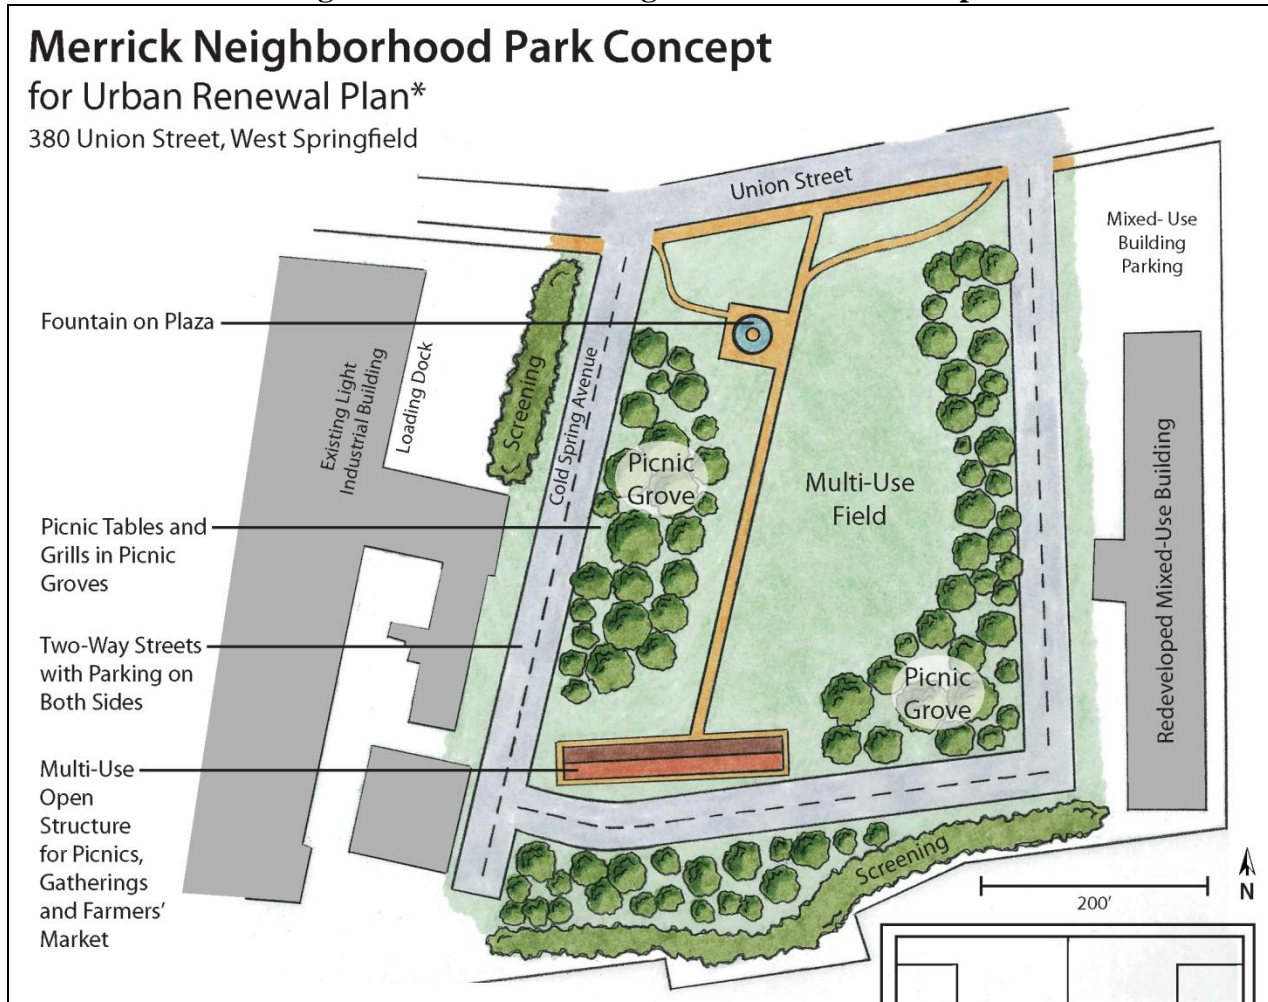 Merrick Neighborhood Park Concept
for Urban Renewal Plan*
380 Union Street, West Springfield
Union Street
Mixed- Use
Building
Parking
Fountain on Plaza
Existing Light
Industrial Building
Loading Dock
Screening
Cold Spring Avenue
Picnic
Grove
Multi-Use
Field
Picnic Tables and
Grills in Picnic
Groves
Two-Way Streets
with Parking on
Both Sides
Picnic
Grove
Redeveloped Mixed-Use Building
Multi-Use
Open
Structure
for Picnics,
Gatherings
and Farmers'
Market
Screening
200'
N